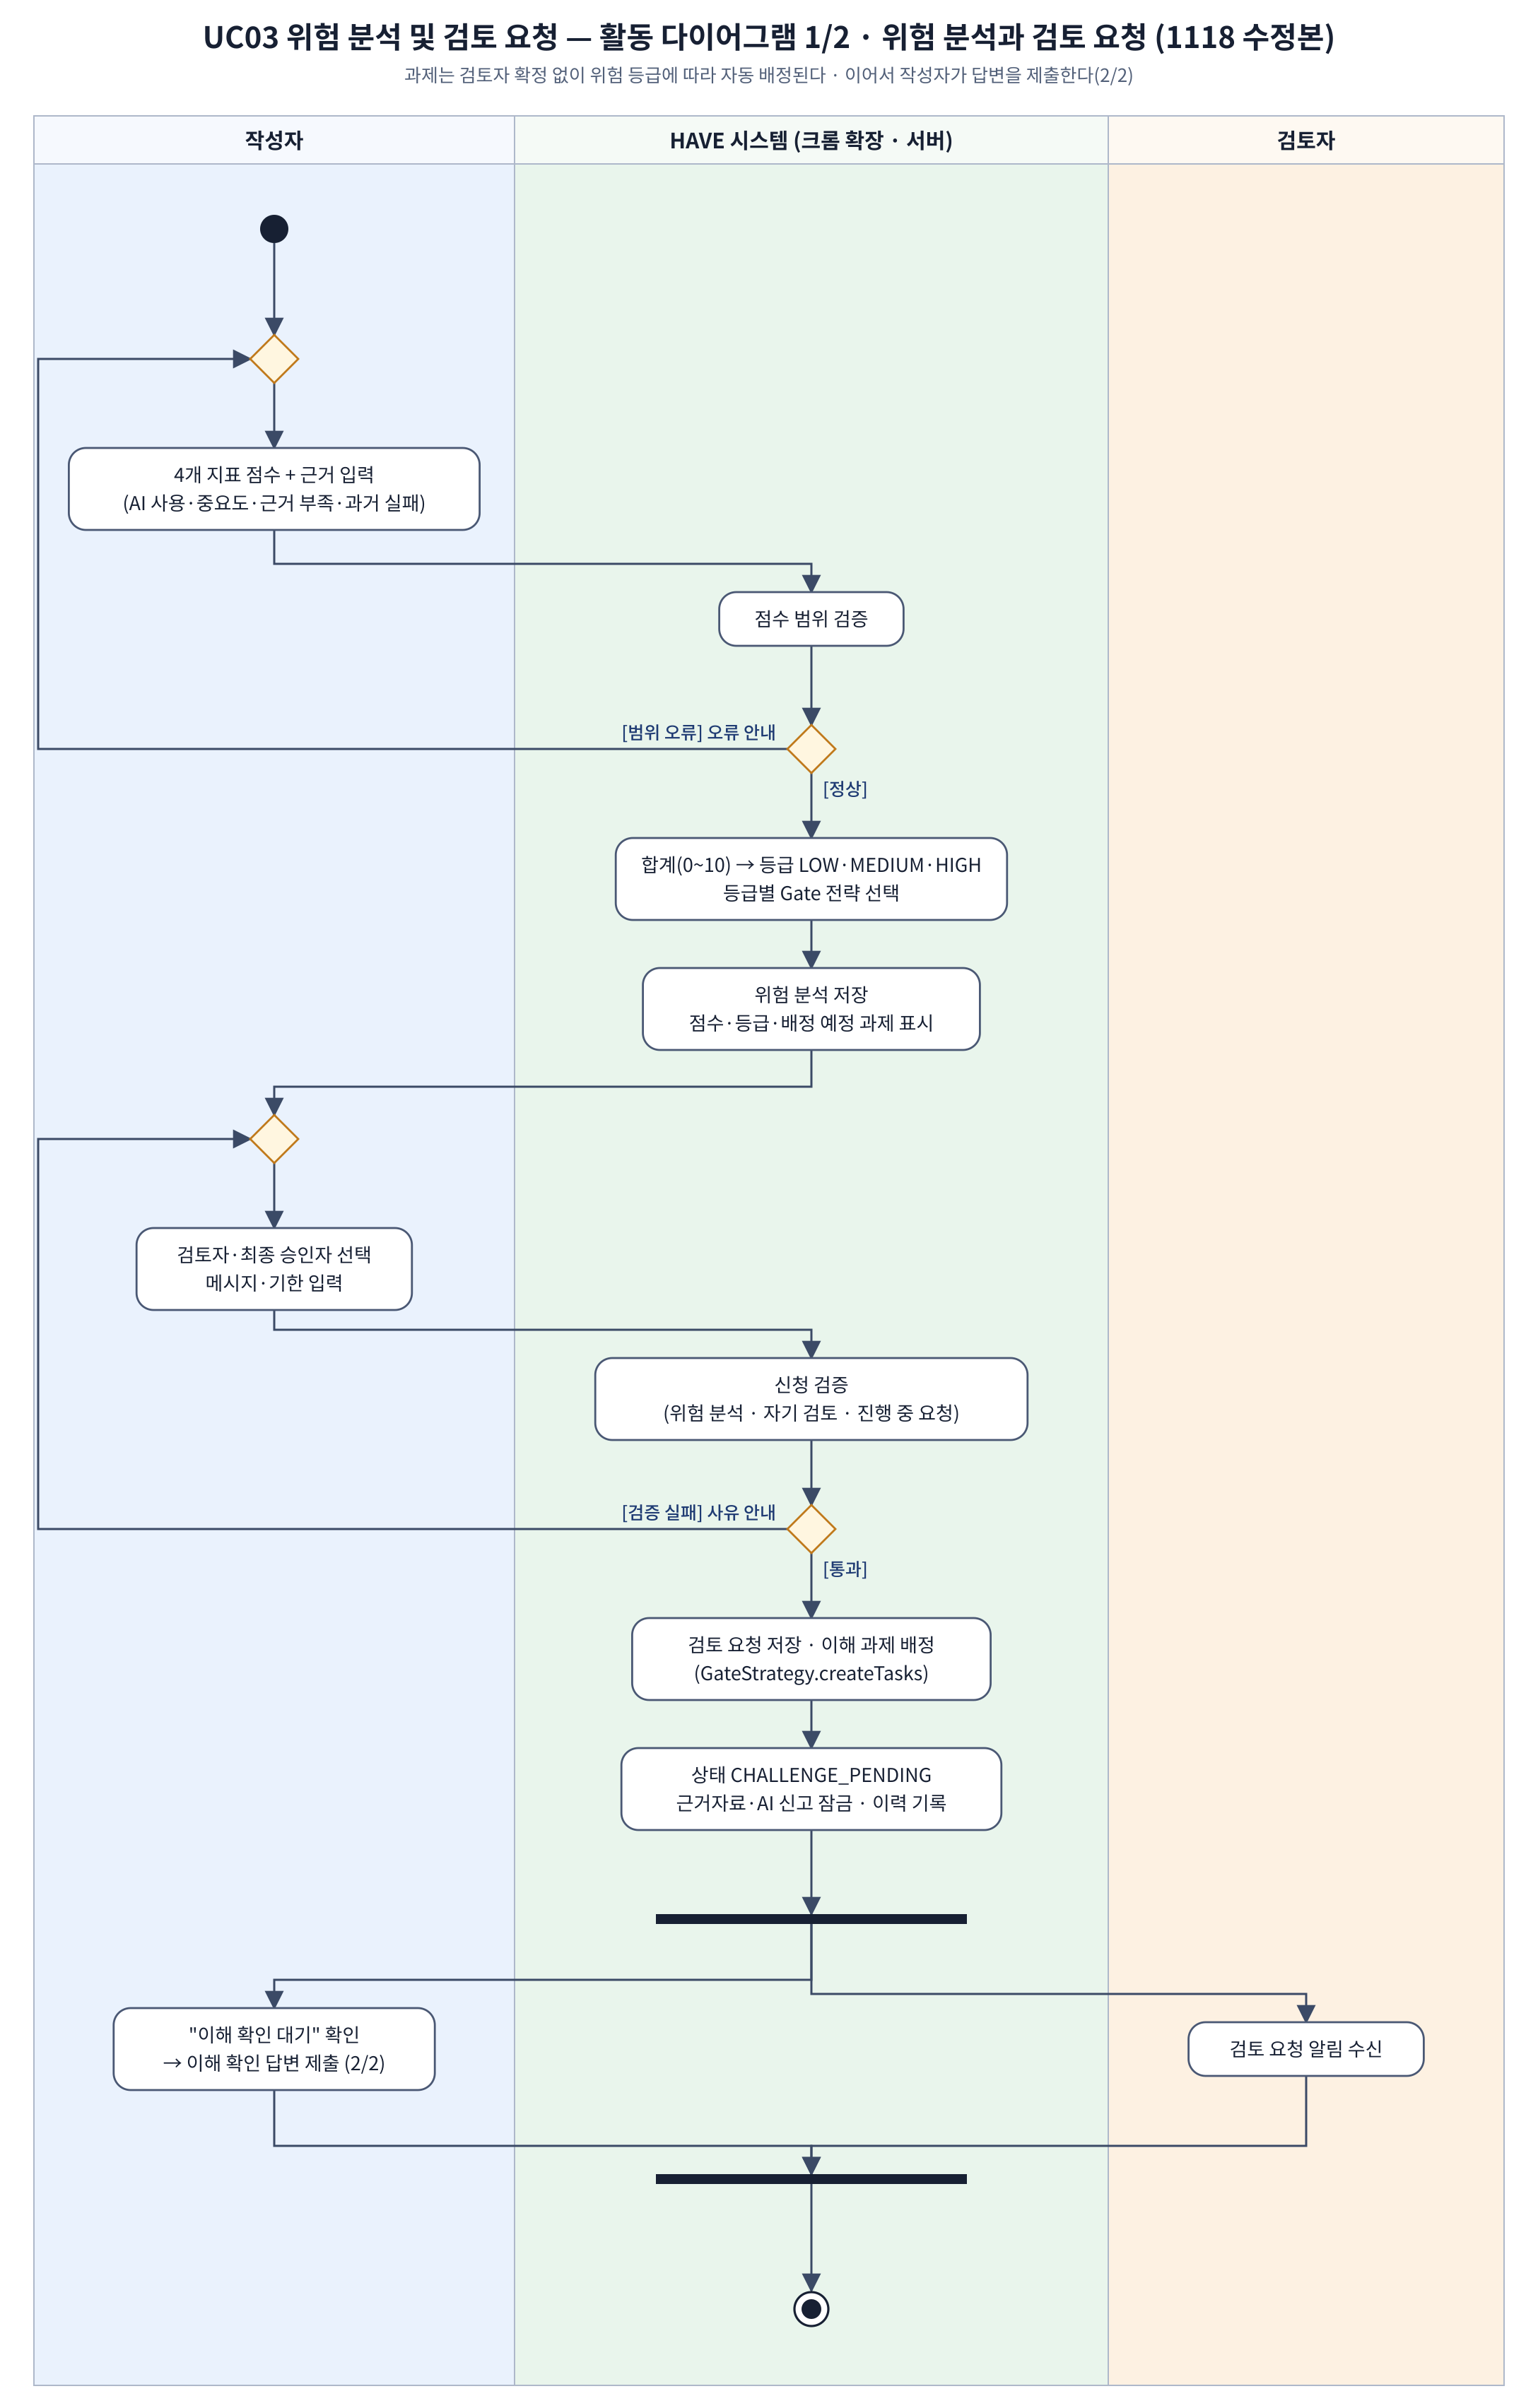 UC03 위험 분석 및 검토 요청 — 활동 다이어그램 1/2 · 위험 분석과 검토 요청 (1118 수정본)
과제는 검토자 확정 없이 위험 등급에 따라 자동 배정된다 · 이어서 작성자가 답변을 제출한다(2/2)
작성자
HAVE 시스템 (크롬 확장 · 서버)
검토자
4개 지표 점수 + 근거 입력
(AI 사용·중요도·근거 부족·과거 실패)
점수 범위 검증
[범위 오류] 오류 안내
[정상]
합계(0~10) → 등급 LOW·MEDIUM·HIGH
등급별 Gate 전략 선택
위험 분석 저장
점수·등급·배정 예정 과제 표시
검토자·최종 승인자 선택
메시지·기한 입력
신청 검증
(위험 분석 · 자기 검토 · 진행 중 요청)
[검증 실패] 사유 안내
[통과]
검토 요청 저장 · 이해 과제 배정
(GateStrategy.createTasks)
상태 CHALLENGE_PENDING
근거자료·AI 신고 잠금 · 이력 기록
"이해 확인 대기" 확인
→ 이해 확인 답변 제출 (2/2)
검토 요청 알림 수신